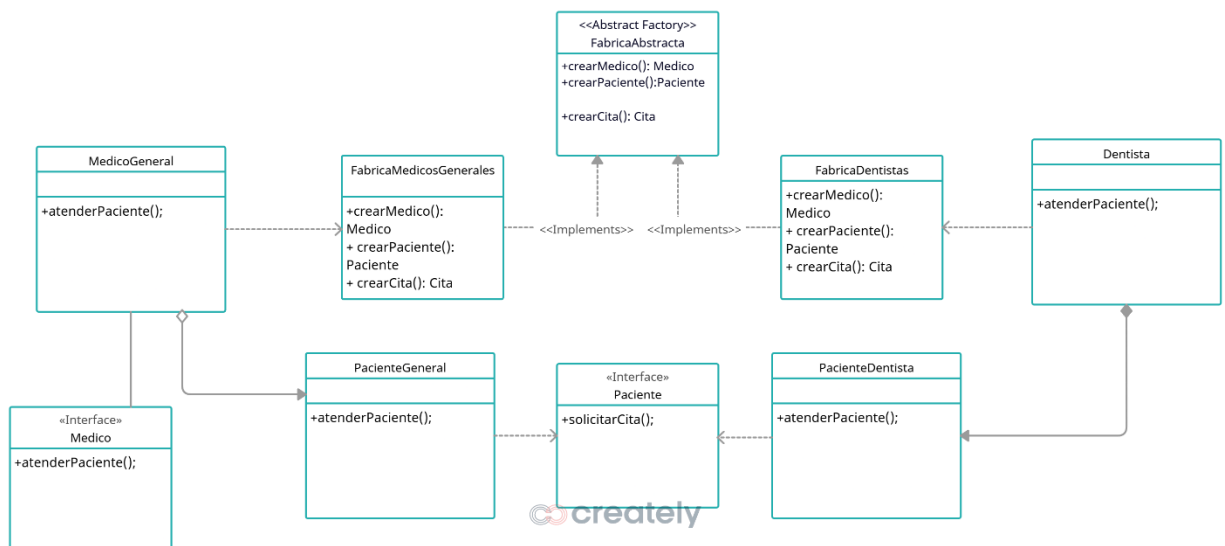 <<Abstract Factory>>
FabricaAbstracta
+crearMedico(): Medico
+crearPaciente():Paciente
+crearCita(): Cita
MedicoGeneral
+atenderPaciente();
FabricaMedicosGenerales
+crearMedico():
Medico
+ crearPaciente():
Paciente
+ crearCita(): Cita
<<Implements>>
<<Implements>>
FabricaDentistas
+crearMedico():
Medico
+ crearPaciente():
Paciente
+ crearCita(): Cita
Dentista
+atenderPaciente();
«Interface»
Medico
+atenderPaciente();
PacienteGeneral
+atenderPaciente();
«Interface»
Paciente
+solicitarCita();
PacienteDentista
+atenderPaciente();
creately